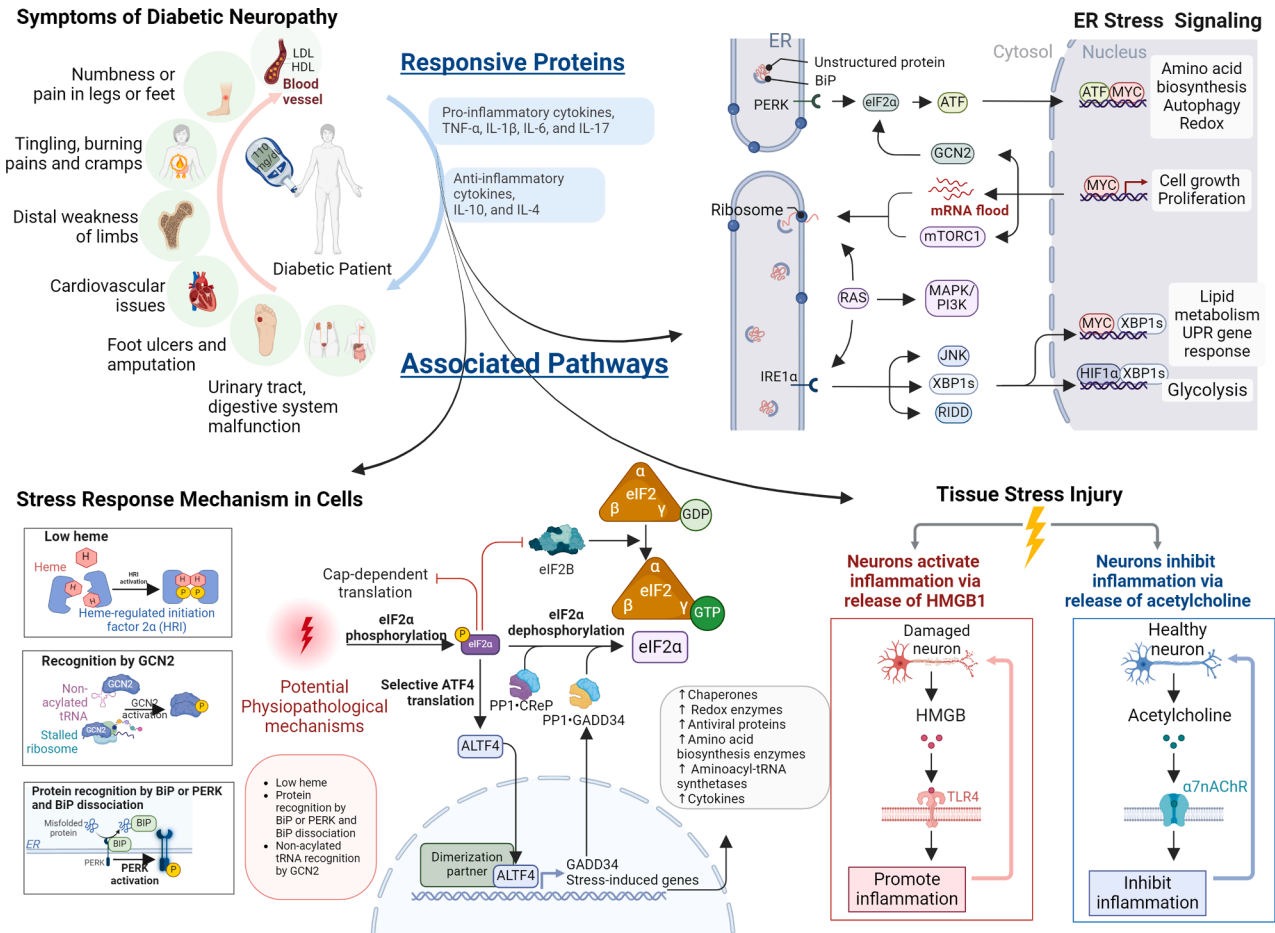 Symptoms of Diabetic Neuropathy
LDL
HDL
Blood
vessel
Numbness or
pain in legs or feet
Tingling, burning
pains and cramps
Distal weakness
of limbs
Cardiovascular
issues
Foot ulcers and
amputation
Urinary tract,
digestive system
malfunction
110
mg/dl
Diabetic Patient
Responsive Proteins
Pro-inflammatory cytokines,
TNF-α, IL-1β, IL-6, and IL-17
Anti-inflammatory
cytokines,
IL-10, and IL-4
Associated Pathways
ER Stress Signaling
ER
Cytosol
Nucleus
Unstructured protein
BiP
PERK
eIF2α
ATF
ATF
MYC
Amino acid
biosynthesis
Autophagy
Redox
GCN2
mRNA flood
mTORC1
MYC
Cell growth
Proliferation
Ribosome
RAS
MAPK/
PI3K
IRE1α
JNK
XBP1s
RIDD
MYC
XBP1s
Lipid
metabolism
UPR gene
response
HIF1α
XBP1s
Glycolysis
Stress Response Mechanism in Cells
Low heme
Heme
H
H
H
HRI
activation
H
H
P
P
Heme-regulated initiation
factor 2α (HRI)
Recognition by GCN2
GCN2
Non-
acylated
tRNA
GCN2
activation
P
GCN2
Stalled
ribosome
Protein recognition by BiP or PERK
and BiP dissociation
Misfolded
protein
BIP
BIP
ER
PERK
PERK
activation
P
Potential
Physiopathological
mechanisms
• Low heme
• Protein
recognition by
BiP or PERK and
BiP dissociation
• Non-acylated
tRNA recognition
by GCN2
Cap-dependent
translation
eIF2α
phosphorylation
P
eIF2α
eIF2α
dephosphorylation
eIF2α
Selective ATF4
translation
PP1•CReP
PP1•GADD34
eIF2B
α
eIF2
β
γ
GDP
α
eIF2
β
γ
GTP
ALTF4
Dimerization
partner
ALTF4
GADD34
Stress-induced genes
↑Chaperones
↑ Redox enzymes
↑Antiviral proteins
↑Amino acid
biosynthesis enzymes
↑ Aminoacyl-tRNA
synthetases
↑Cytokines
Tissue Stress Injury
Neurons activate
inflammation via
release of HMGB1
Damaged
neuron
HMGB
TLR4
Promote
inflammation
Neurons inhibit
inflammation via
release of acetylcholine
Healthy
neuron
Acetylcholine
α7nAChR
Inhibit
inflammation